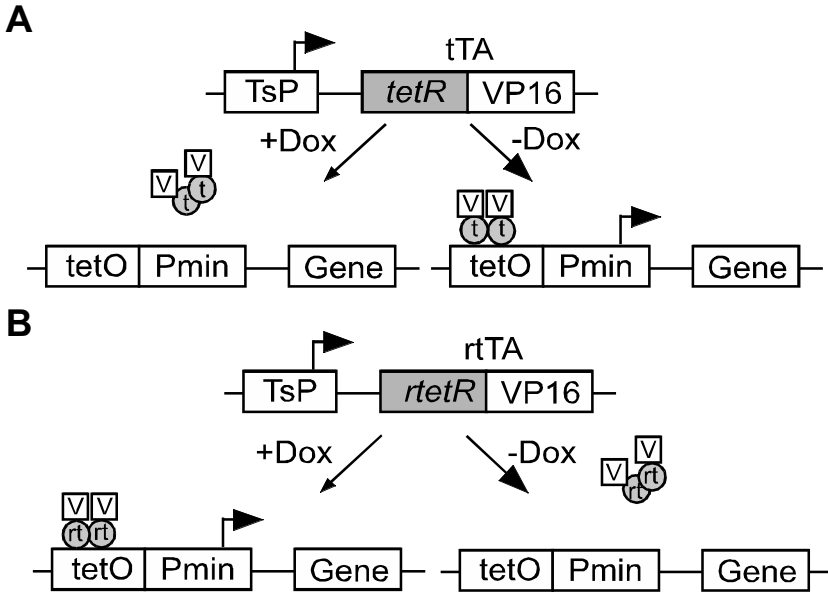 A
tTA
TsP tetR VP16
+Dox -Dox
V V V V
t t t t
tetO Pmin Gene tetO Pmin Gene
B
rtTA
TsP rtetR VP16
+Dox -Dox
V V V V
rt rt rt rt
tetO Pmin Gene tetO Pmin Gene